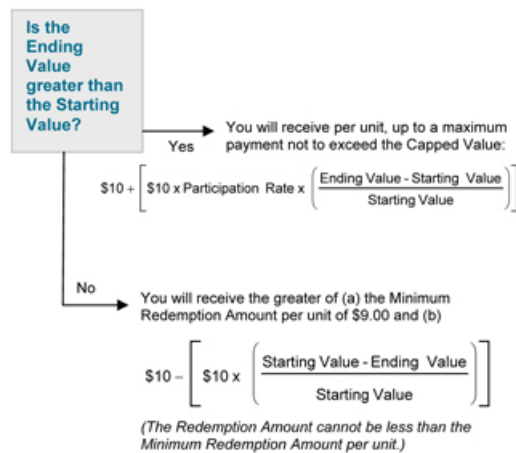 Is the
Ending
Value
greater than
the Starting
Value?
Yes
You will receive per unit, up to a maximum
payment not to exceed the Capped Value:
$10 + [ $10 x Participation Rate x ( Ending Value - Starting Value
Starting Value ) ]
No
You will receive the greater of (a) the Minimum
Redemption Amount per unit of $9.00 and (b)
$10 – [ $10 x ( Starting Value - Ending Value
Starting Value ) ]
(The Redemption Amount cannot be less than the
Minimum Redemption Amount per unit.)